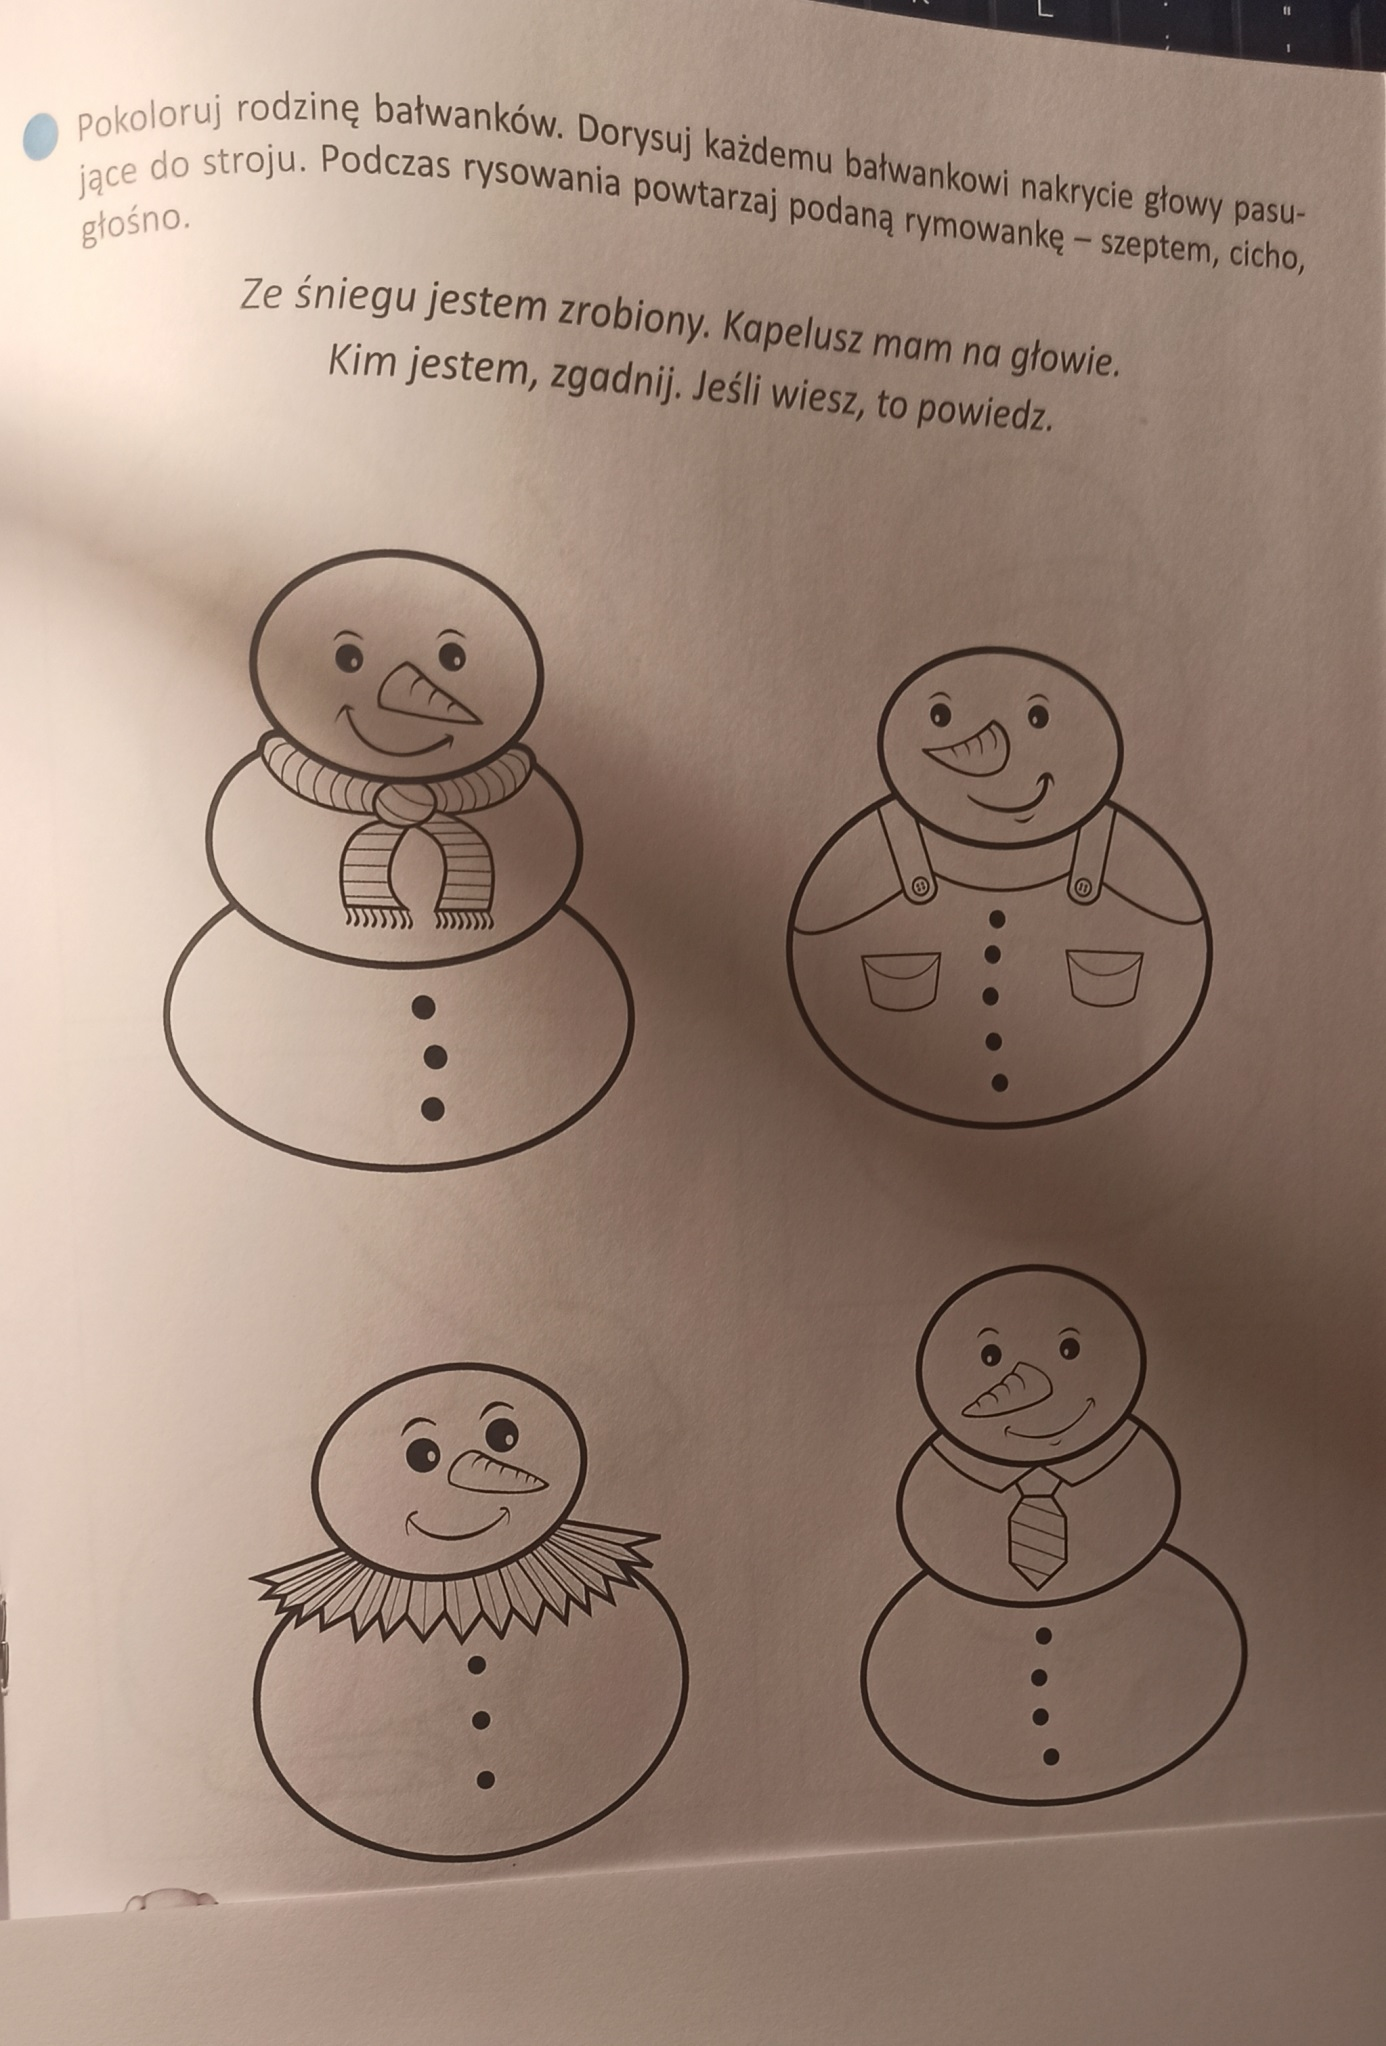 Pokoloruj rodzinę bałwanków. Dorysuj każdemu bałwankowi nakrycie głowy pasu-
jące do stroju. Podczas rysowania powtarzaj podaną rymowankę – szeptem, cicho,
głośno.
Ze śniegu jestem zrobiony. Kapelusz mam na głowie.
Kim jestem, zgadnij. Jeśli wiesz, to powiedz.